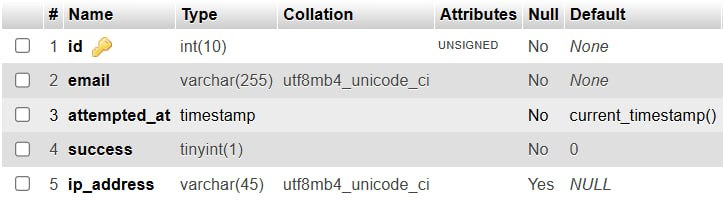 # Name Type Collation Attributes Null Default
1 id int(10) UNSIGNED No None
2 email varchar(255) utf8mb4_unicode_ci No None
3 attempted_at timestamp No current_timestamp()
4 success tinyint(1) No 0
5 ip_address varchar(45) utf8mb4_unicode_ci Yes NULL